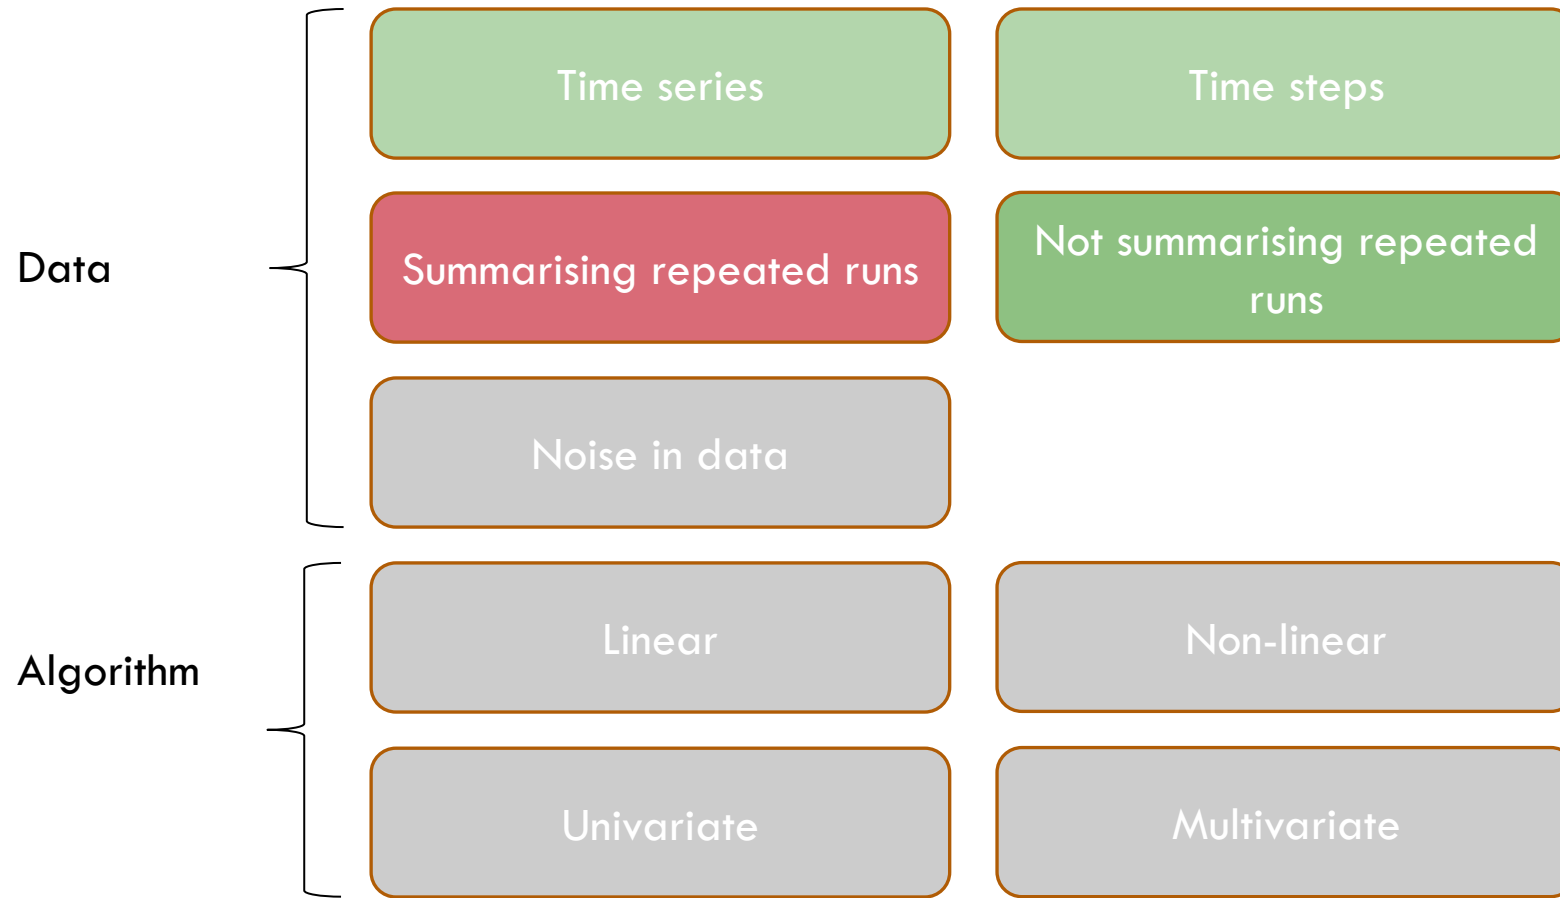 Time series
Time steps
Data
Summarising repeated runs
Not summarising repeated
runs
Noise in data
Algorithm
Linear
Non-linear
Univariate
Multivariate